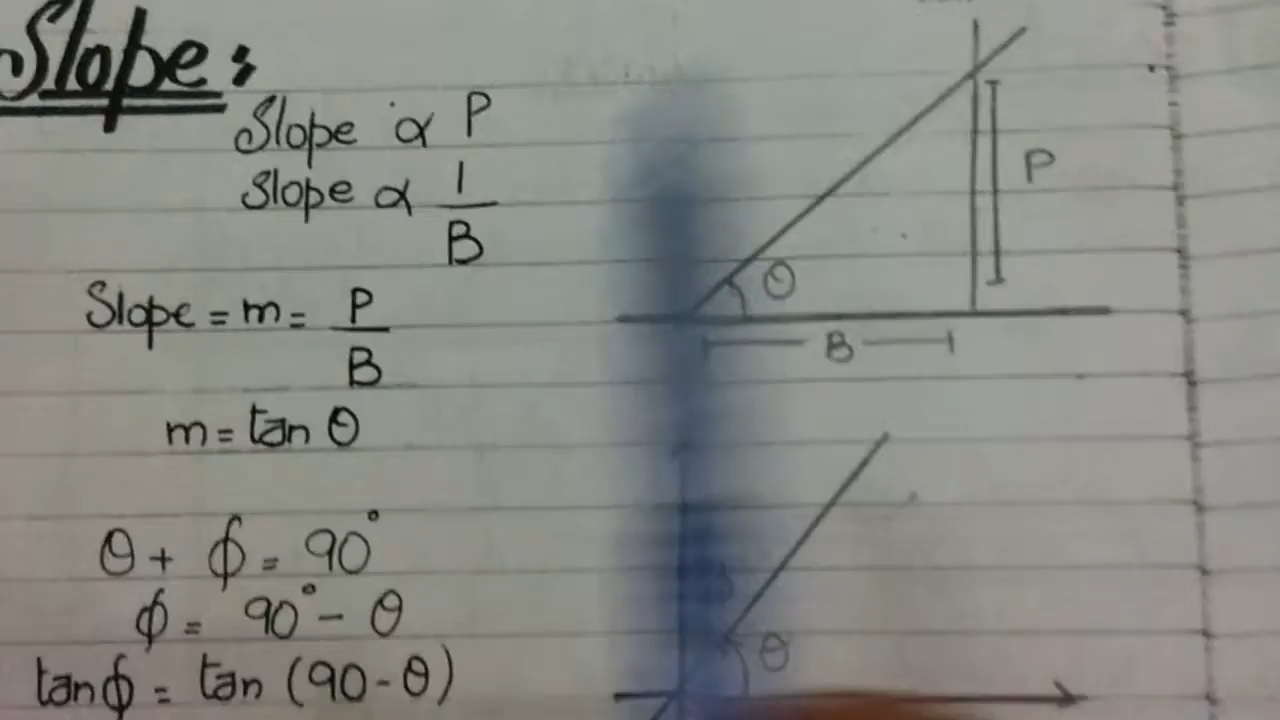 Slope:
Slope ∝ P
Slope ∝ 1/B
Slope = m = P/B
m = tan θ
θ + ϕ = 90°
ϕ = 90° - θ
tanϕ = tan (90 - θ)
P
θ
B
θ